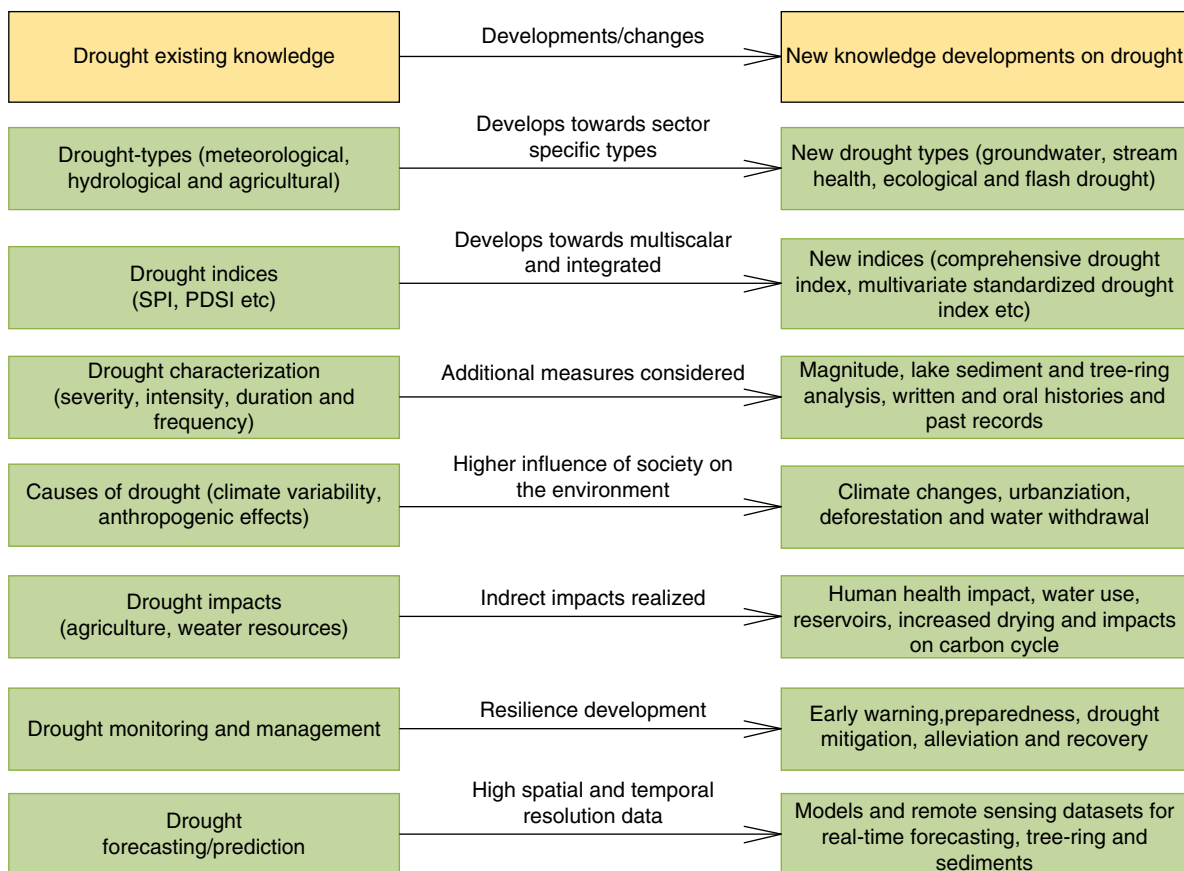 Drought existing knowledge
Developments/changes
New knowledge developments on drought
Drought-types (meteorological,
hydrological and agricultural)
Develops towards sector
specific types
New drought types (groundwater, stream
health, ecological and flash drought)
Drought indices
(SPI, PDSI etc)
Develops towards multiscalar
and integrated
New indices (comprehensive drought
index, multivariate standardized drought
index etc)
Drought characterization
(severity, intensity, duration and
frequency)
Additional measures considered
Magnitude, lake sediment and tree-ring
analysis, written and oral histories and
past records
Causes of drought (climate variability,
anthropogenic effects)
Higher influence of society on
the environment
Climate changes, urbanziation,
deforestation and water withdrawal
Drought impacts
(agriculture, weater resources)
Indrect impacts realized
Human health impact, water use,
reservoirs, increased drying and impacts
on carbon cycle
Drought monitoring and management
Resilience development
Early warning,preparedness, drought
mitigation, alleviation and recovery
Drought
forecasting/prediction
High spatial and temporal
resolution data
Models and remote sensing datasets for
real-time forecasting, tree-ring and
sediments